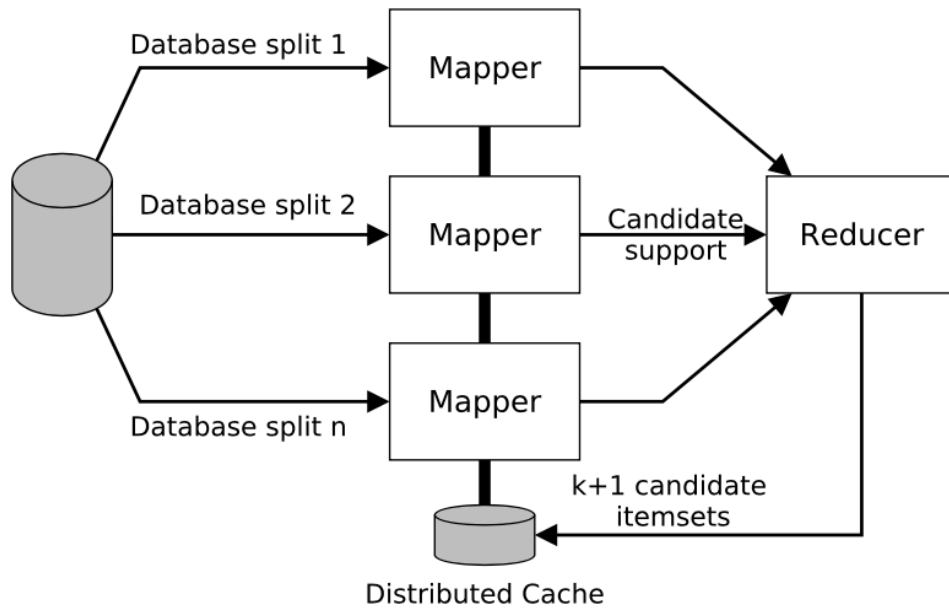 Database split 1
Mapper
Database split 2
Mapper
Candidate
support
Reducer
Mapper
Database split n
k+1 candidate
itemsets
Distributed Cache